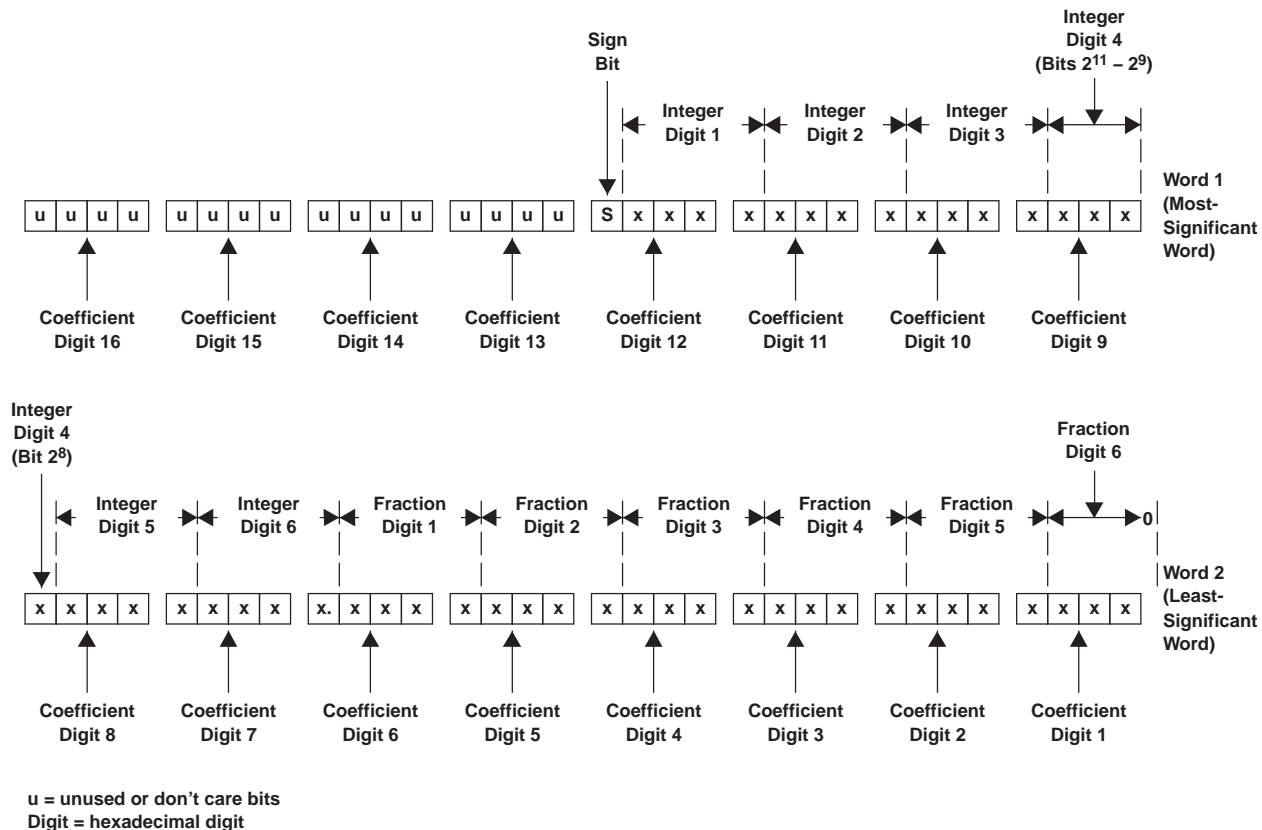 Sign
Bit
Integer
Digit 4
(Bits 2¹¹ – 2⁹)
Integer
Digit 1
Integer
Digit 2
Integer
Digit 3
u u u u u u u u u u u u u u u u S x x x x x x x x x x x x x x x
Word 1
(Most-
Significant
Word)
Coefficient
Digit 16
Coefficient
Digit 15
Coefficient
Digit 14
Coefficient
Digit 13
Coefficient
Digit 12
Coefficient
Digit 11
Coefficient
Digit 10
Coefficient
Digit 9
Integer
Digit 4
(Bit 2⁸)
Integer
Digit 5
Integer
Digit 6
Fraction
Digit 1
Fraction
Digit 2
Fraction
Digit 3
Fraction
Digit 4
Fraction
Digit 5
Fraction
Digit 6
0
x x x x x x x x x. x x x x x x x x x x x x x x x x x x x x x x x
Word 2
(Least-
Significant
Word)
Coefficient
Digit 8
Coefficient
Digit 7
Coefficient
Digit 6
Coefficient
Digit 5
Coefficient
Digit 4
Coefficient
Digit 3
Coefficient
Digit 2
Coefficient
Digit 1
u = unused or don't care bits
Digit = hexadecimal digit